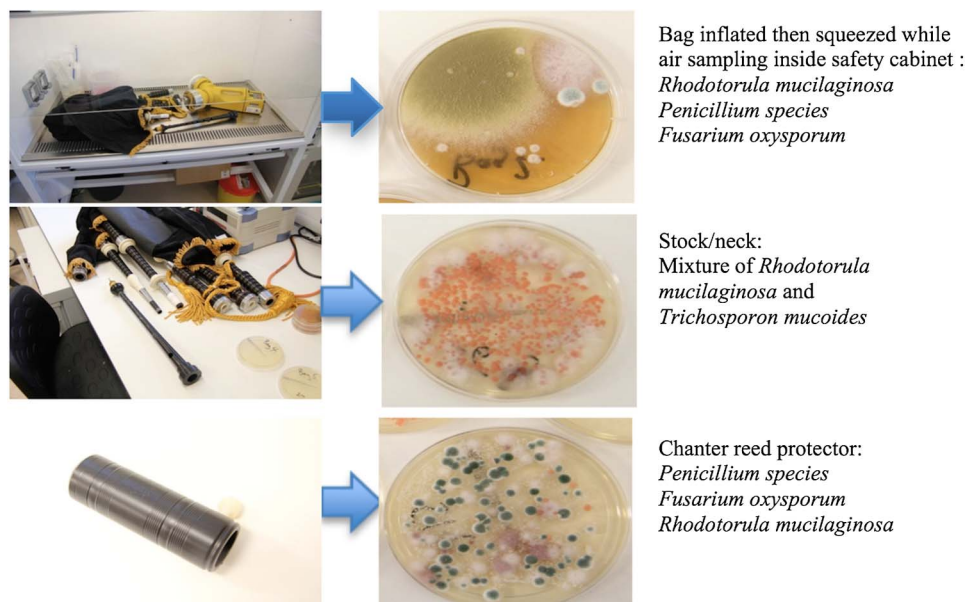 Bag inflated then squeezed while
air sampling inside safety cabinet :
Rhodotorula mucilaginosa
Penicillium species
Fusarium oxysporum
Stock/neck:
Mixture of Rhodotorula
mucilaginosa and
Trichosporon mucoides
Chanter reed protector:
Penicillium species
Fusarium oxysporum
Rhodotorula mucilaginosa